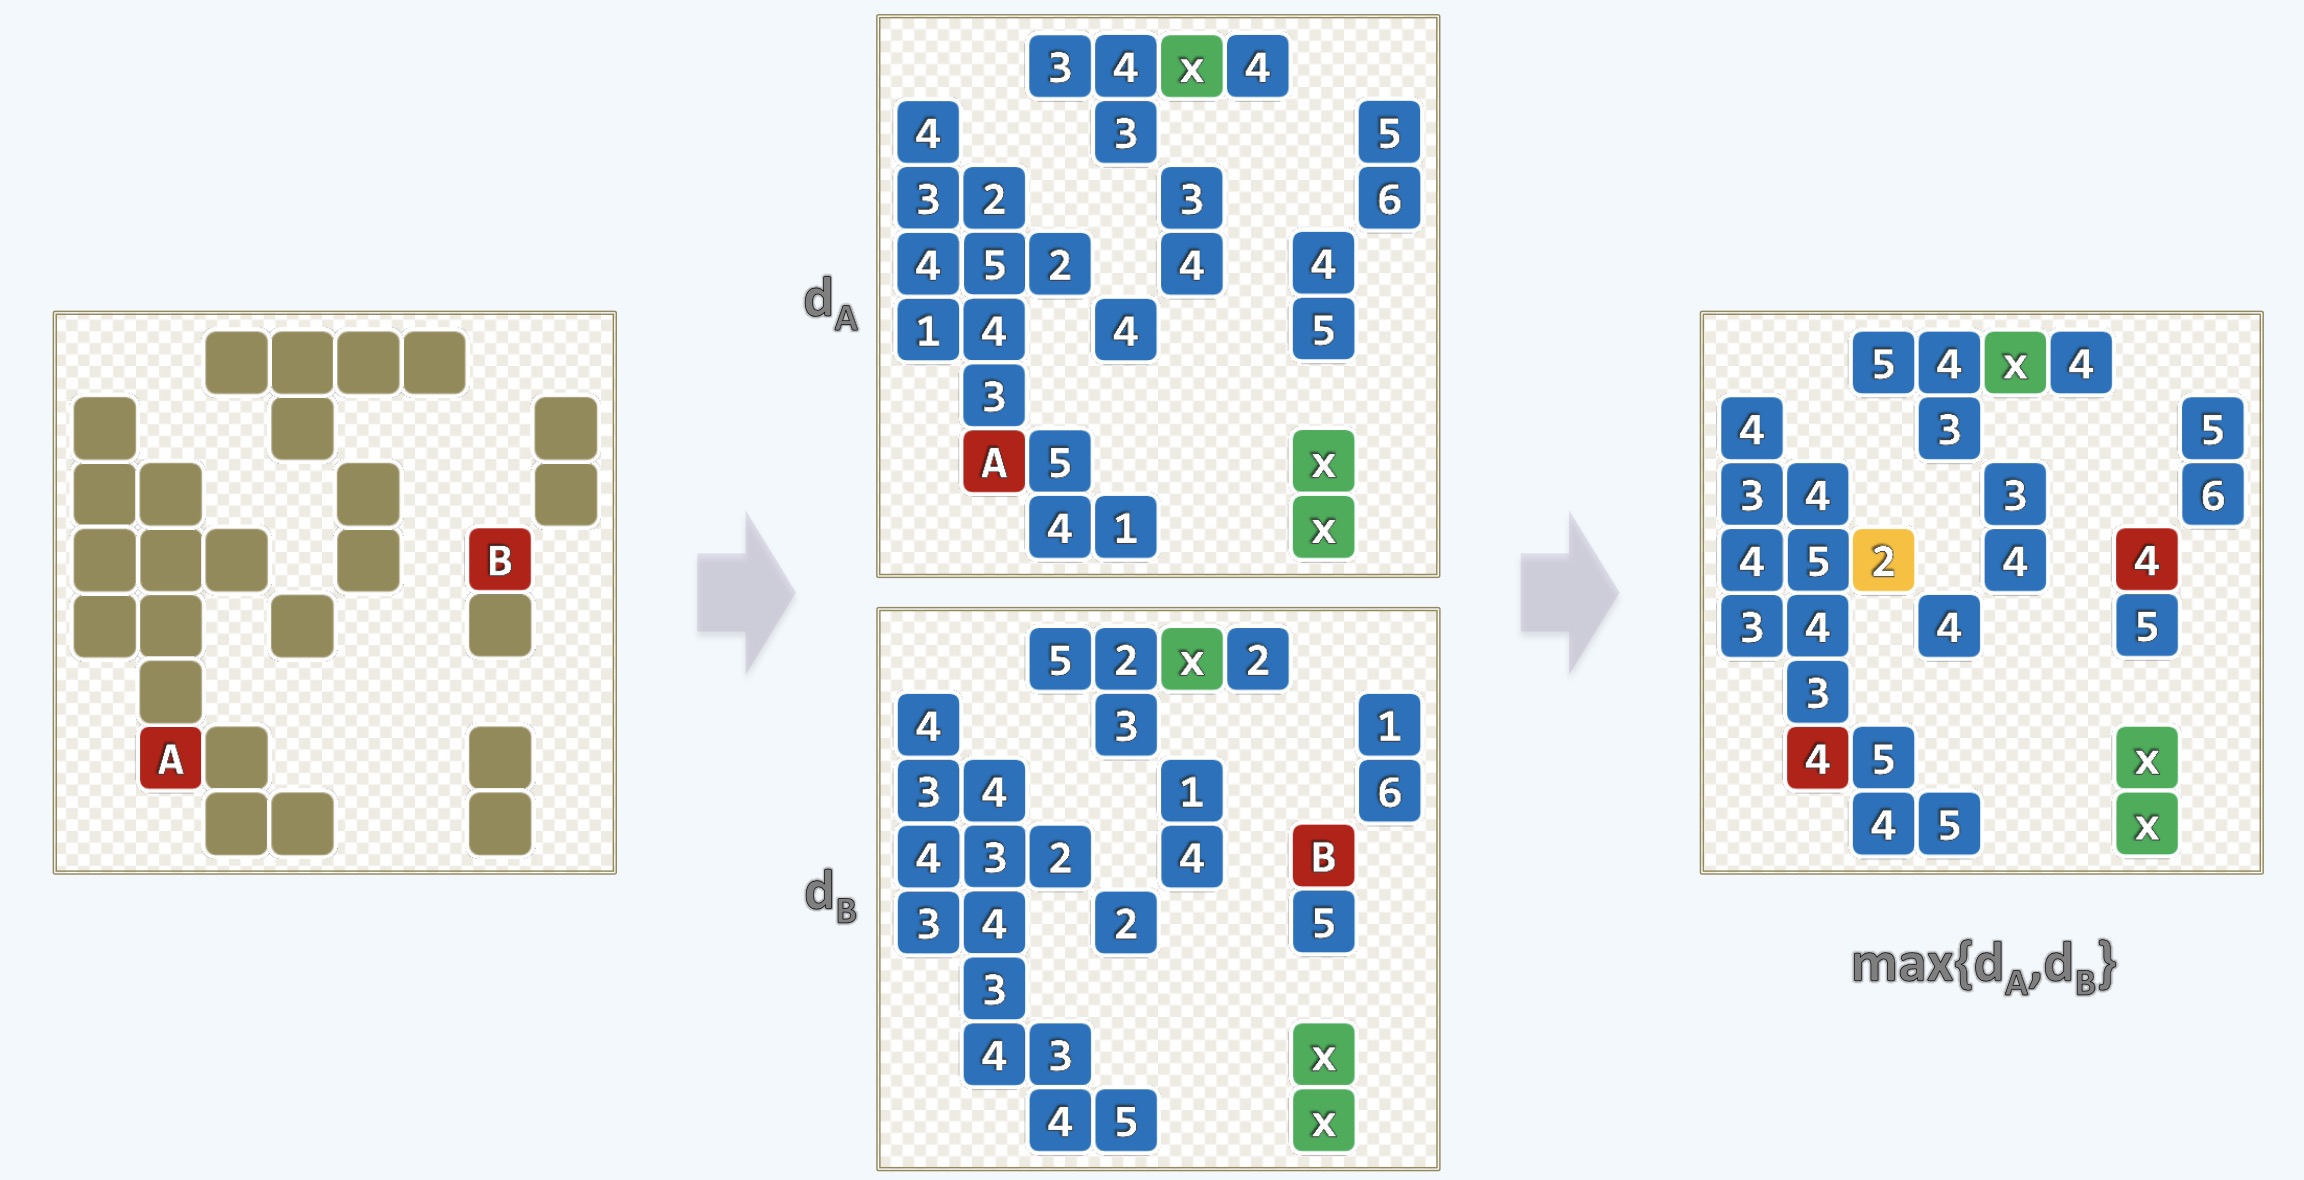 3 4 x 4
4 3 5
3 2 3 6
4 5 2 4 4
1 4 4 5
3
A 5 x
4 1 x
d_A
B
A
5 2 x 2
4 3 1
3 4 1 6
4 3 2 4 B
3 4 2 5
3
4 3 x
4 5 x
d_B
5 4 x 4
4 3 5
3 4 3 6
4 5 2 4 4
3 4 4 5
3
4 5 x
4 5 x
max{d_A,d_B}